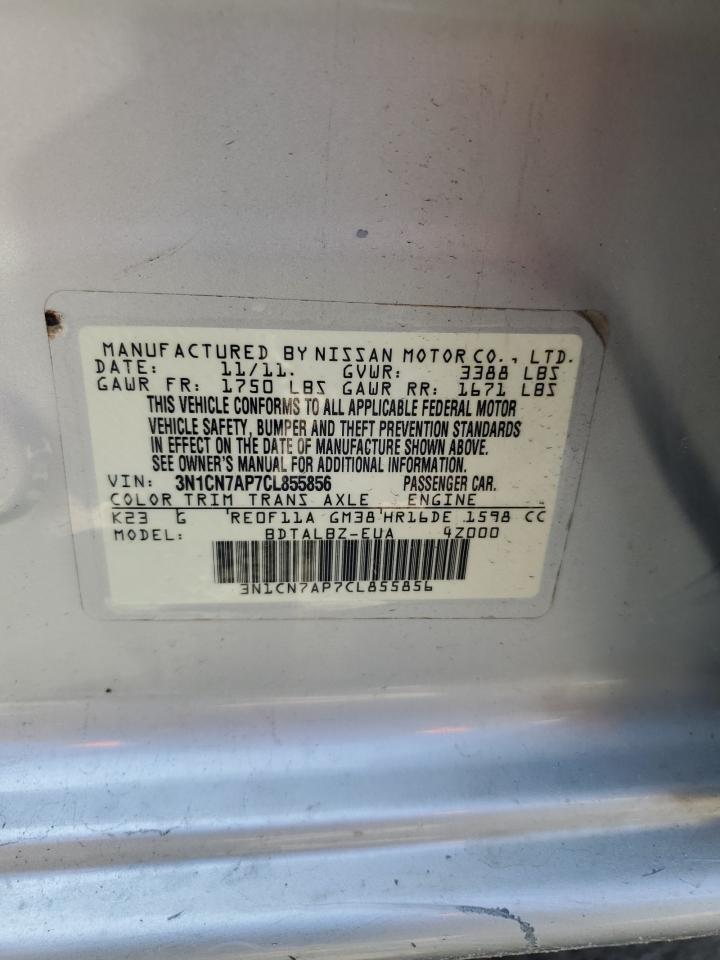 MANUFACTURED BY NISSAN MOTOR CO., LTD.
DATE: 11/11. GVWR: 3388 LBS
GAWR FR: 1750 LBS GAWR RR: 1671 LBS
THIS VEHICLE CONFORMS TO ALL APPLICABLE FEDERAL MOTOR
VEHICLE SAFETY, BUMPER AND THEFT PREVENTION STANDARDS
IN EFFECT ON THE DATE OF MANUFACTURE SHOWN ABOVE.
SEE OWNER'S MANUAL FOR ADDITIONAL INFORMATION.
VIN: 3N1CN7AP7CL855856 PASSENGER CAR.
COLOR TRIM TRANS AXLE ENGINE
K23 G RE0F11A GM38 HR16DE 1598 CC
MODEL: BDTALBZ-EUA 4Z000
3N1CN7AP7CL855856